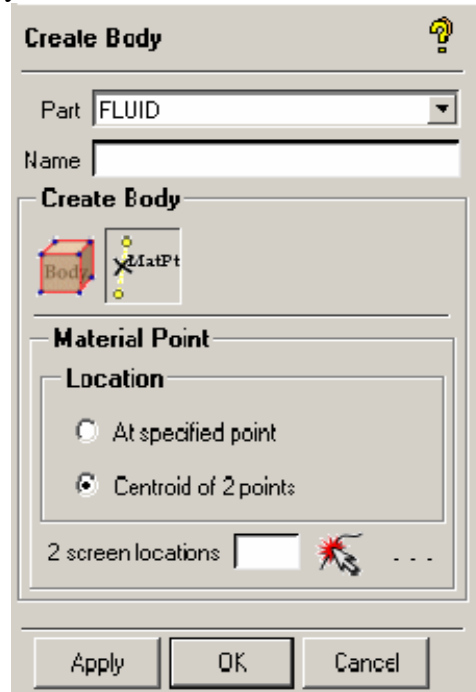 Create Body
Part FLUID
Name
Create Body
Body MatPt
Material Point
Location
At specified point
Centroid of 2 points
2 screen locations ...
Apply OK Cancel